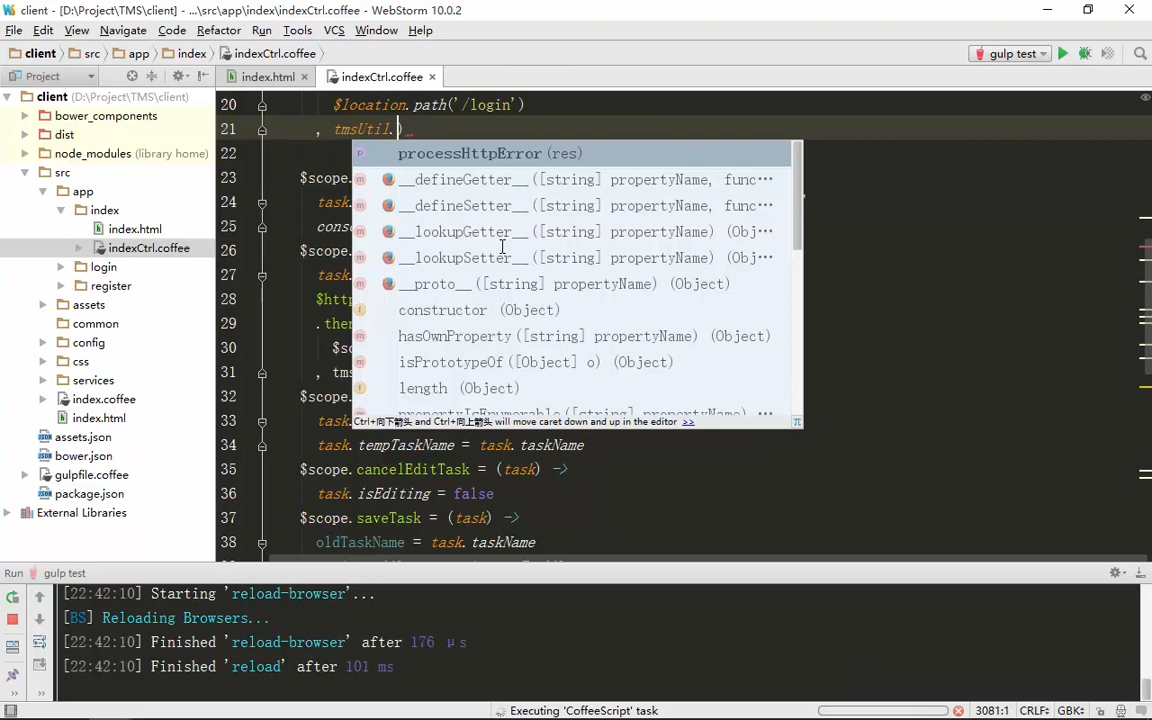 client - [D:\Project\TMS\client] - ...\src\app\index\indexCtrl.coffee - WebStorm 10.0.2
File Edit View Navigate Code Refactor Run Tools VCS Window Help
client src app index indexCtrl.coffee gulp test
Project index.html indexCtrl.coffee
client (D:\Project\TMS\client)
bower_components
dist
node_modules (library home)
src
app
index
index.html
indexCtrl.coffee
login
register
assets
common
config
css
services
index.coffee
index.html
assets.json
bower.json
gulpfile.coffee
package.json
External Libraries
20 $location.path('/login')
21 , tmsUtil.)
22
23 $scope.
24 task.
25 cons
26 $scope.
27 task.
28 $http
29 .then
30 $sc
31 , tms
32 $scope.
33 task.
34 task.tempTaskName = task.taskName
35 $scope.cancelEditTask = (task) ->
36 task.isEditing = false
37 $scope.saveTask = (task) ->
38 oldTaskName = task.taskName
processHttpError(res)
__defineGetter__([string] propertyName, func…
__defineSetter__([string] propertyName, func…
__lookupGetter__([string] propertyName) (Obj…
__lookupSetter__([string] propertyName) (Obj…
__proto__([string] propertyName) (Object)
constructor (Object)
hasOwnProperty([string] propertyName) (Object)
isPrototypeOf([Object] o) (Object)
length (Object)
propertyIsEnumerable([string] propertyName) …
Ctrl+向下箭头 and Ctrl+向上箭头 will move caret down and up in the editor >>
Run gulp test
[22:42:10] Starting 'reload-browser'...
[BS] Reloading Browsers...
[22:42:10] Finished 'reload-browser' after 176 μs
[22:42:10] Finished 'reload' after 101 ms
Executing 'CoffeeScript' task 3081:1 CRLF÷ GBK÷